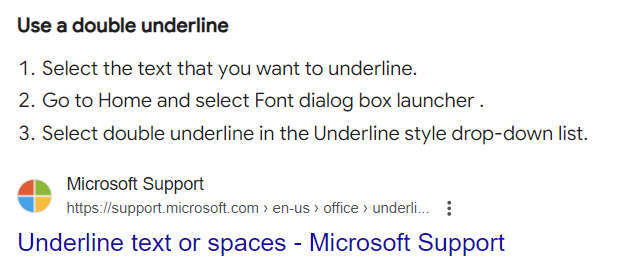 Use a double underline
1. Select the text that you want to underline.
2. Go to Home and select Font dialog box launcher .
3. Select double underline in the Underline style drop-down list.
Microsoft Support
https://support.microsoft.com › en-us › office › underli...
Underline text or spaces - Microsoft Support